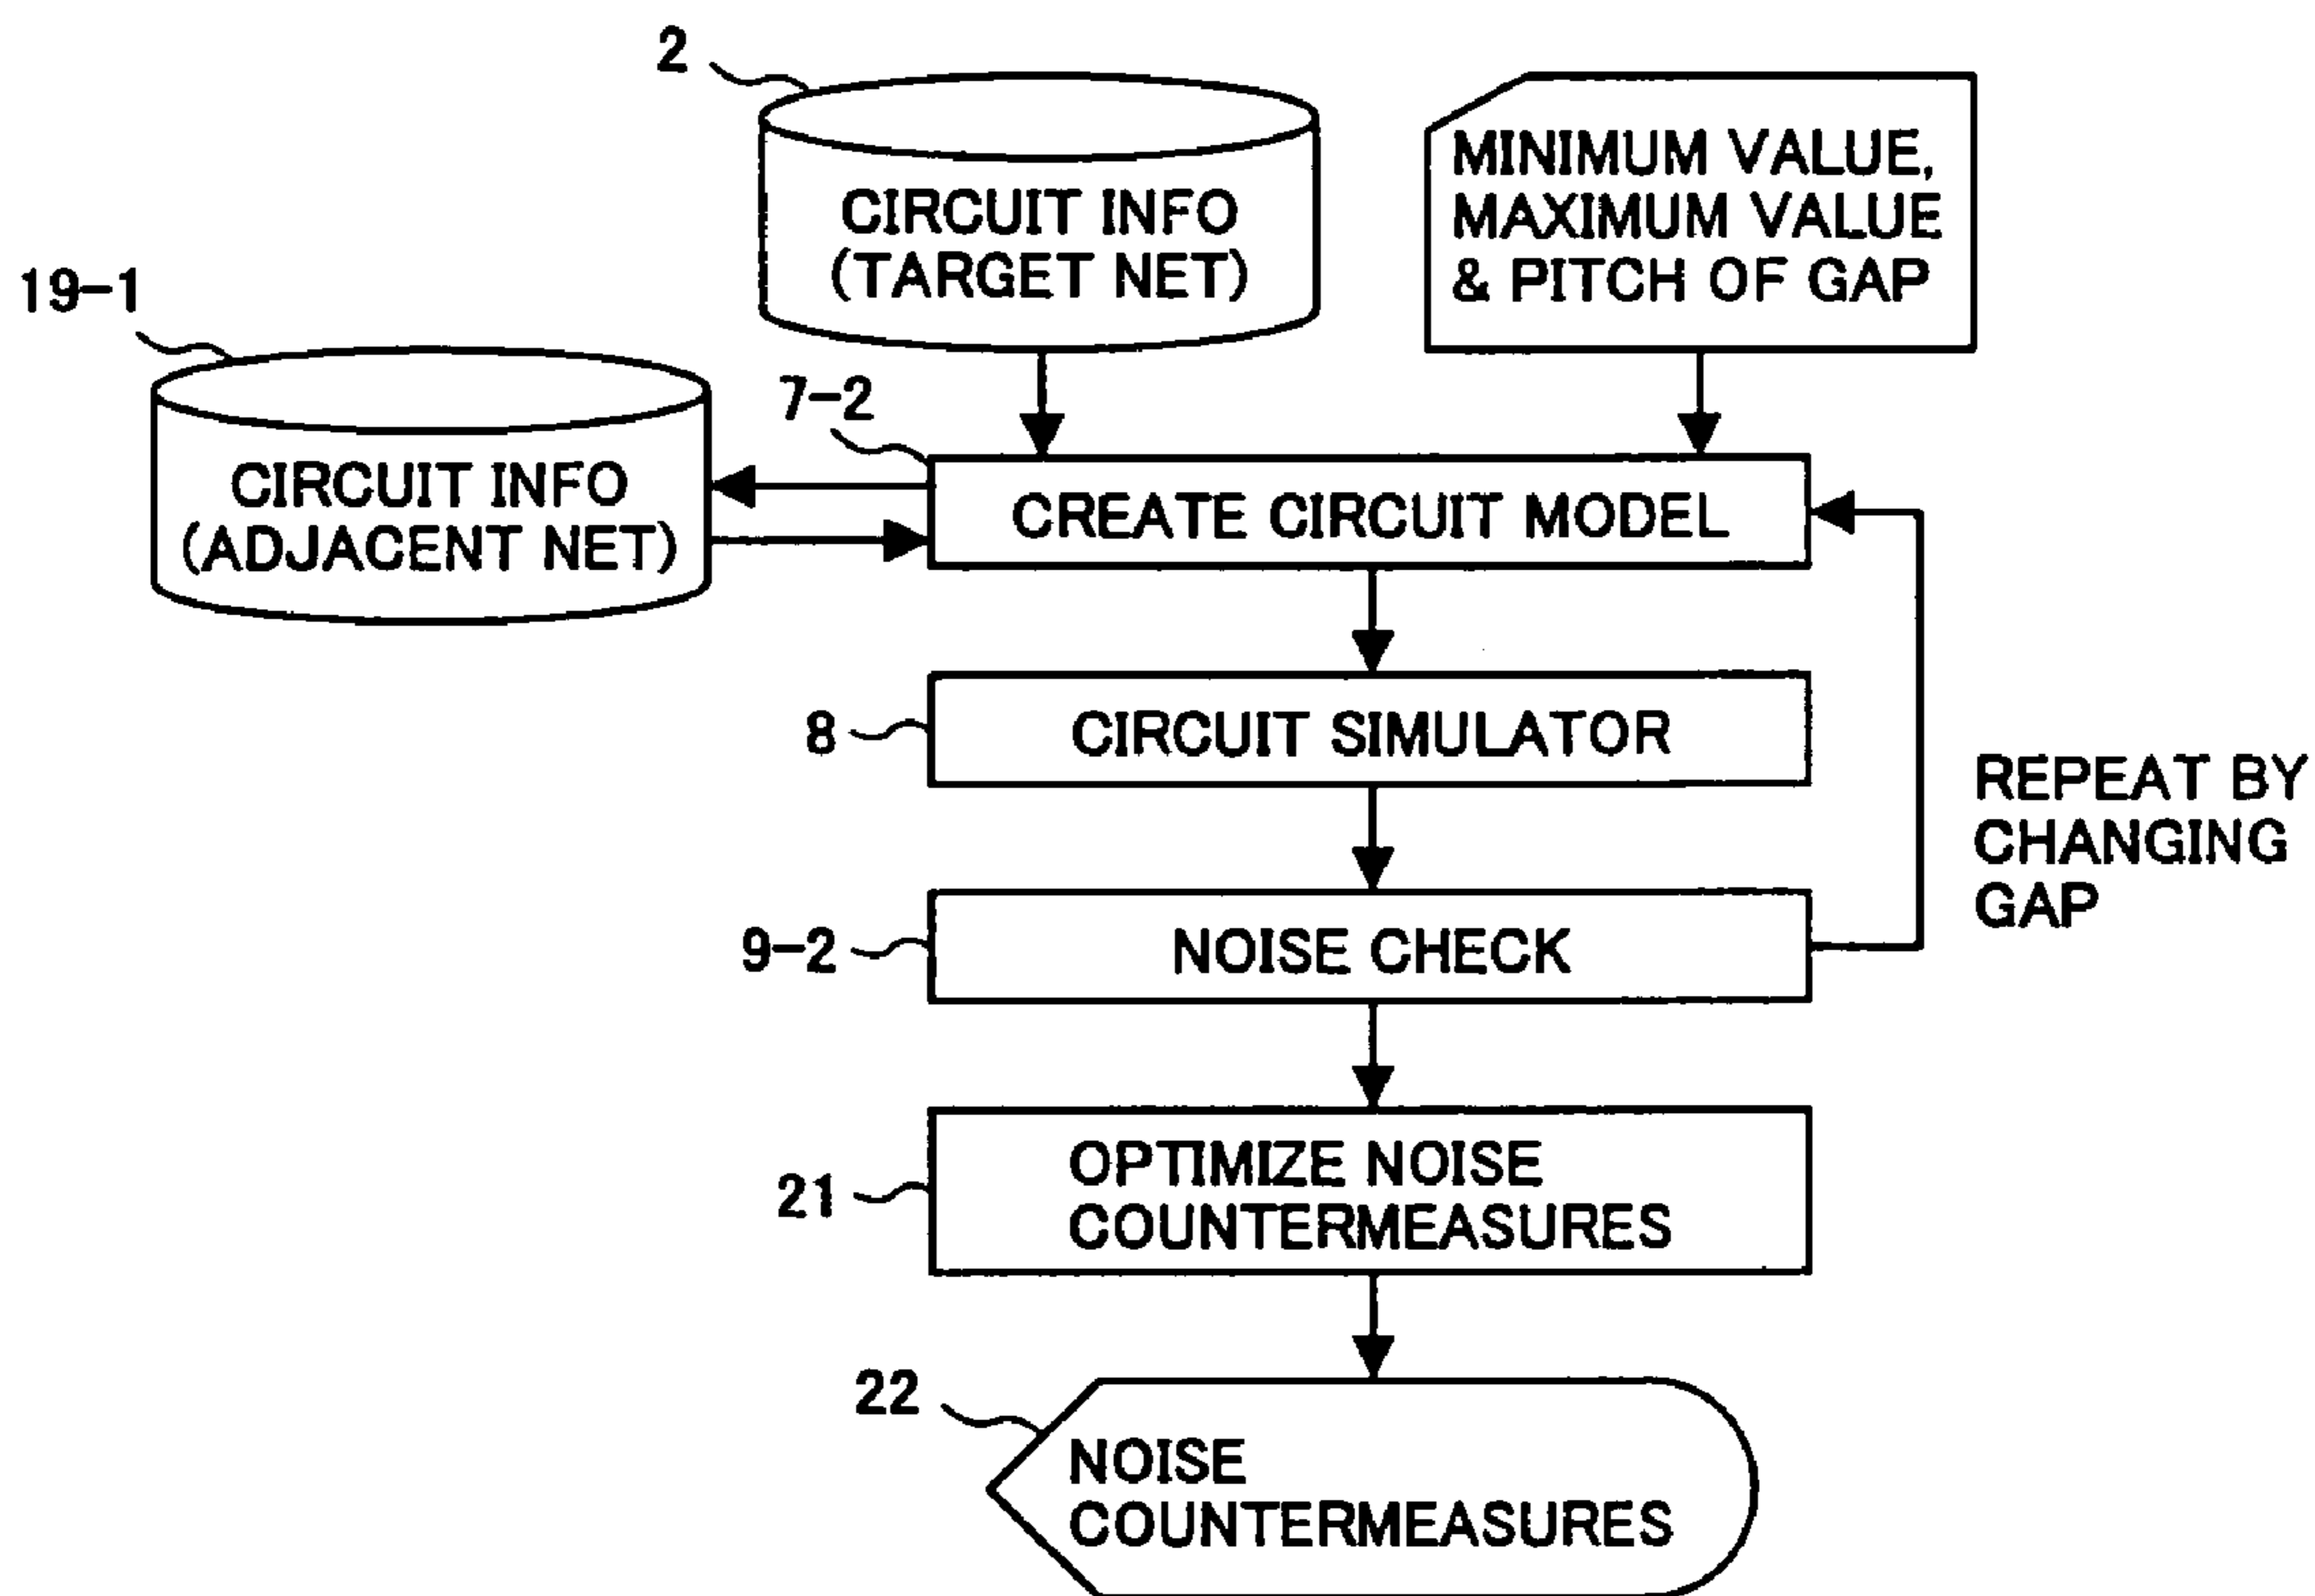 2
CIRCUIT INFO
(TARGET NET)
MINIMUM VALUE,
MAXIMUM VALUE
& PITCH OF GAP
19-1
CIRCUIT INFO
(ADJACENT NET)
7-2
CREATE CIRCUIT MODEL
8
CIRCUIT SIMULATOR
REPEAT BY
CHANGING
GAP
9-2
NOISE CHECK
21
OPTIMIZE NOISE
COUNTERMEASURES
22
NOISE
COUNTERMEASURES